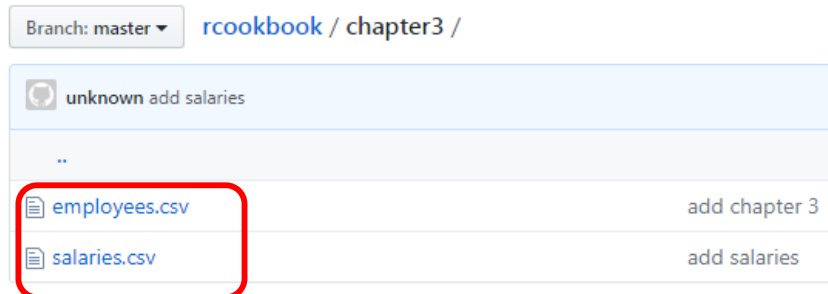 Branch: master rcookbook / chapter3 /
unknown add salaries
..
employees.csv add chapter 3
salaries.csv add salaries